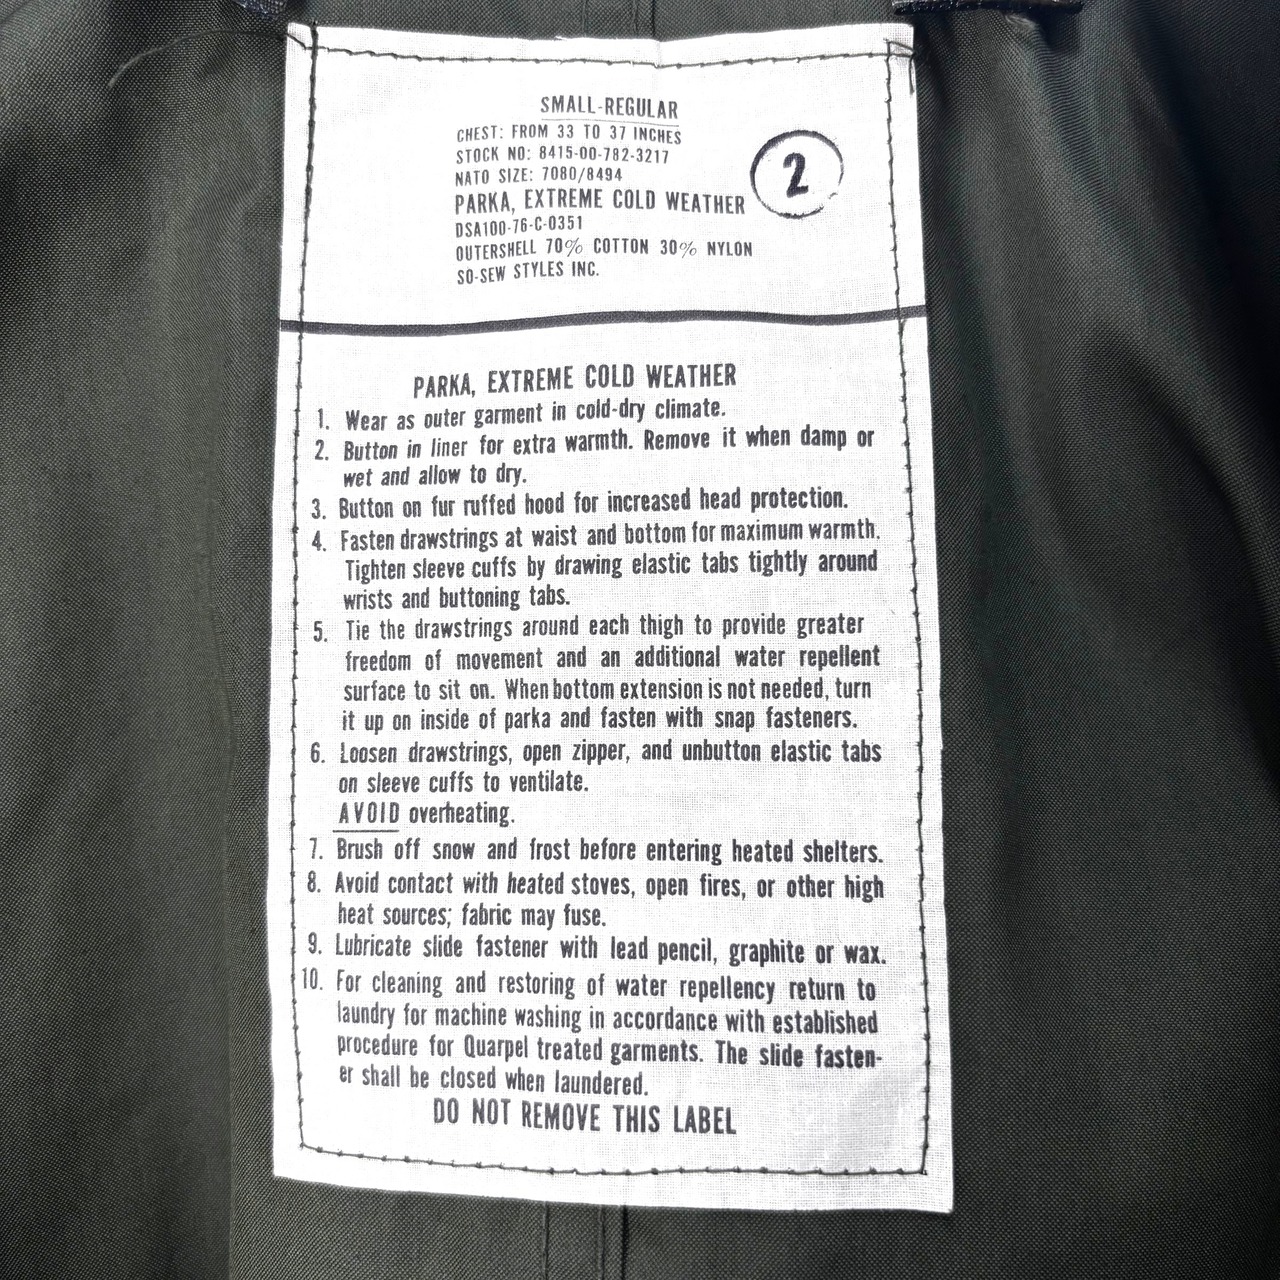 SMALL-REGULAR
CHEST: FROM 33 TO 37 INCHES
STOCK NO: 8415-00-782-3217
NATO SIZE: 7080/8494
PARKA, EXTREME COLD WEATHER
2
DSA100-76-C-0351
OUTERSHELL 70% COTTON 30% NYLON
SO-SEW STYLES INC.
PARKA, EXTREME COLD WEATHER
1. Wear as outer garment in cold-dry climate.
2. Button in liner for extra warmth. Remove it when damp or
wet and allow to dry.
3. Button on fur ruffed hood for increased head protection.
4. Fasten drawstrings at waist and bottom for maximum warmth.
Tighten sleeve cuffs by drawing elastic tabs tightly around
wrists and buttoning tabs.
5. Tie the drawstrings around each thigh to provide greater
freedom of movement and an additional water repellent
surface to sit on. When bottom extension is not needed, turn
it up on inside of parka and fasten with snap fasteners.
6. Loosen drawstrings, open zipper, and unbutton elastic tabs
on sleeve cuffs to ventilate.
AVOID overheating.
7. Brush off snow and frost before entering heated shelters.
8. Avoid contact with heated stoves, open fires, or other high
heat sources; fabric may fuse.
9. Lubricate slide fastener with lead pencil, graphite or wax.
10. For cleaning and restoring of water repellency return to
laundry for machine washing in accordance with established
procedure for Quarpel treated garments. The slide fasten-
er shall be closed when laundered.
DO NOT REMOVE THIS LABEL